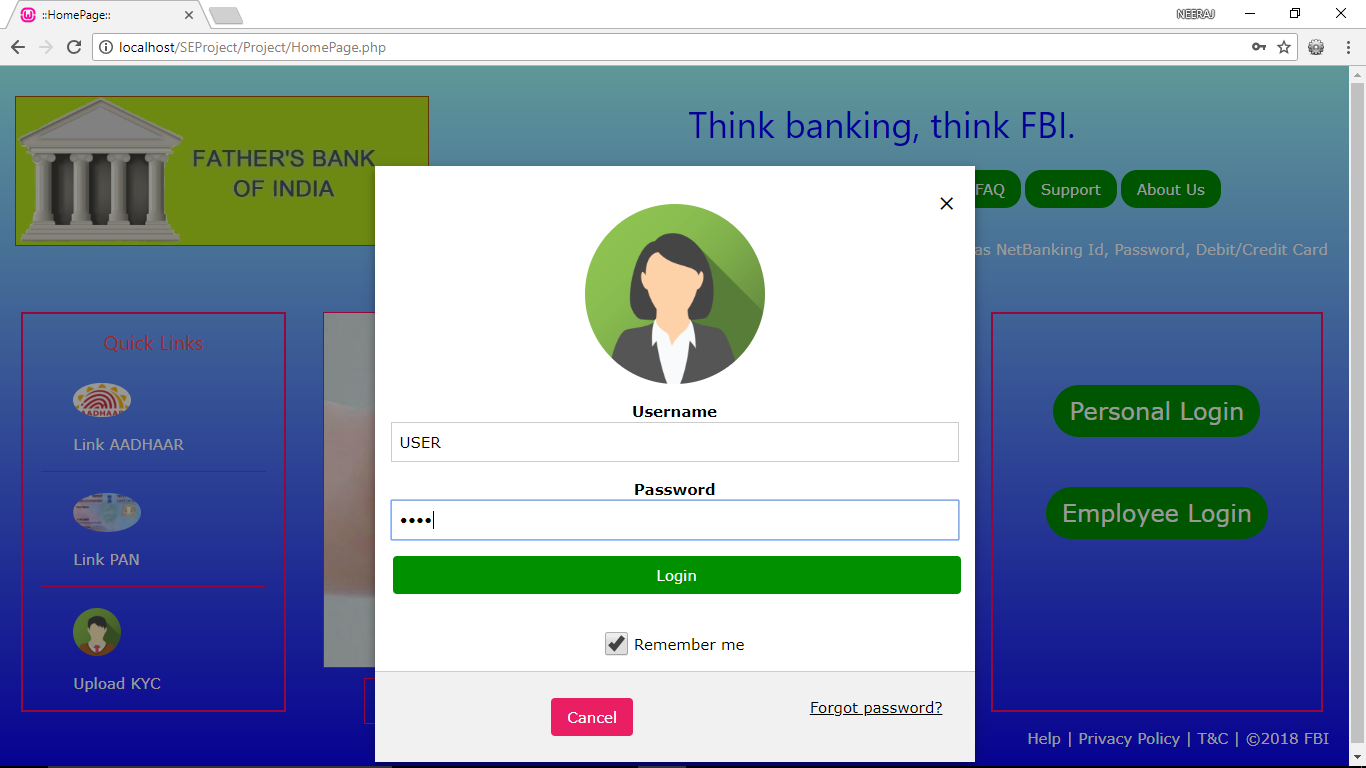 ::HomePage::
NEERAJ
localhost/SEProject/Project/HomePage.php
FATHER'S BANK
OF INDIA
Think banking, think FBI.
FAQ
Support
About Us
as NetBanking Id, Password, Debit/Credit Card
Quick Links
AADHAAR
Link AADHAAR
Link PAN
Upload KYC
Username
USER
Password
••••
Login
Remember me
Cancel
Forgot password?
Personal Login
Employee Login
Help | Privacy Policy | T&C | ©2018 FBI